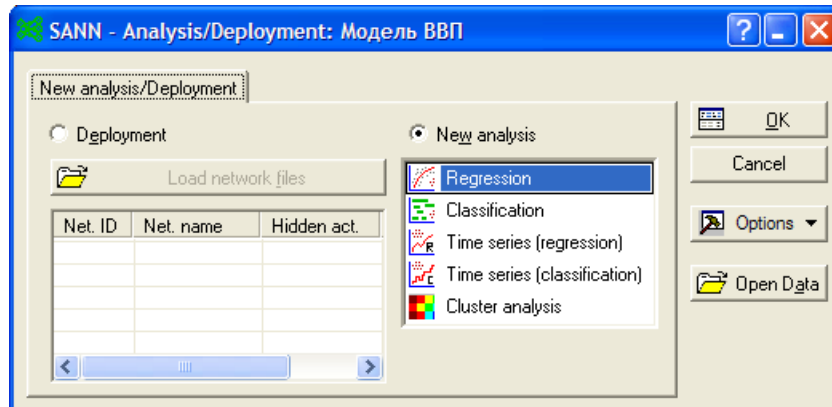 SANN - Analysis/Deployment: Модель ВВП
New analysis/Deployment
Deployment
New analysis
Load network files
Net. ID Net. name Hidden act.
Regression
Classification
Time series (regression)
Time series (classification)
Cluster analysis
OK
Cancel
Options
Open Data